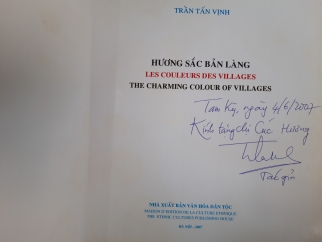 TRẦN TẤN VỊNH
HƯƠNG SẮC BẢN LÀNG
LES COULEURS DES VILLAGES
THE CHARMING COLOUR OF VILLAGES
Tam Kỳ, ngày 4/6/2007
Kính tặng chị Cúc Hương
Tác giả
NHÀ XUẤT BẢN VĂN HÓA DÂN TỘC
MAISON D'EDITION DE LA CULTURE ETHNIQUE
THE ETHNIC CULTURES PUBLISHING HOUSE
HÀ NỘI - 2007